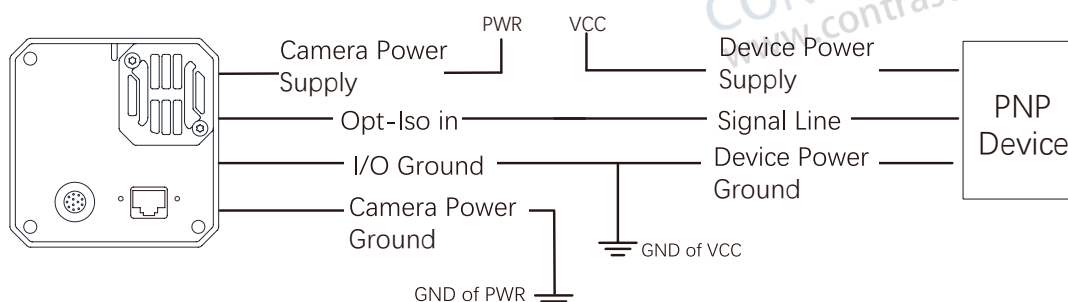 PWR
VCC
Camera Power
Supply
Device Power
Supply
Opt-Iso in
Signal Line
PNP
Device
I/O Ground
Device Power
Ground
Camera Power
Ground
GND of VCC
GND of PWR